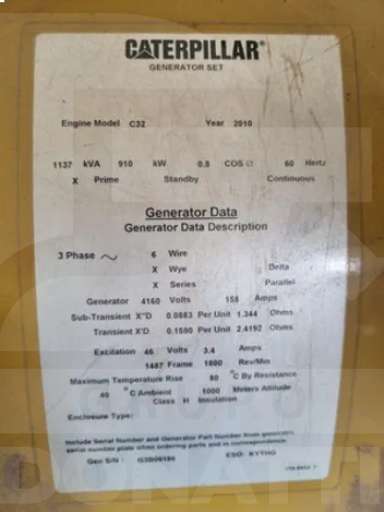 CATERPILLAR®
GENERATOR SET
Engine Model C32 Year 2010
1137 kVA 910 kW 0.8 COS ∅ 60 Hertz
X Prime Standby Continuous
Generator Data
Generator Data Description
3 Phase ~ 6 Wire
X Wye Delta
X Series Parallel
Generator 4160 Volts 158 Amps
Sub-Transient X"D 0.0883 Per Unit 1.344 Ohms
Transient X'D 0.1590 Per Unit 2.4192 Ohms
Excitation 46 Volts 3.4 Amps
1487 Frame 1800 Rev/Min
Maximum Temperature Rise 80 °C By Resistance
40 °C Ambient 1000 Meters Altitude
Class H Insulation
Enclosure Type:
Include Serial Number and Generator Part Number from generator
serial number plate when ordering parts and in correspondence.
Gen S/N : G3B06186 ESO: KYTHG